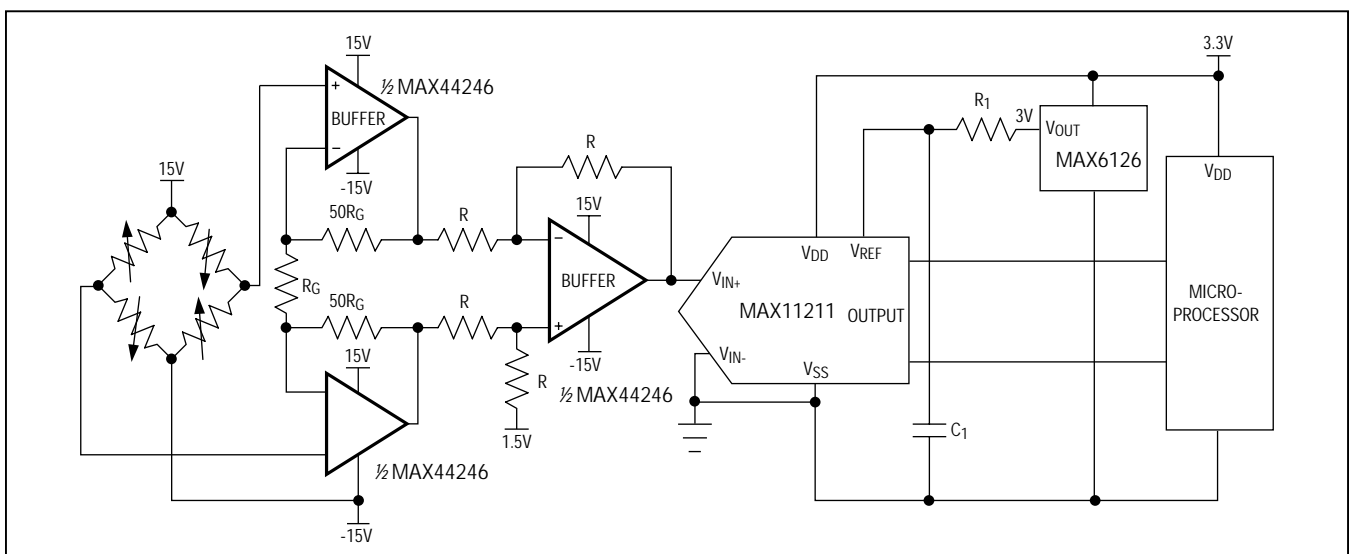 15V
½ MAX44246
+
BUFFER
−
-15V
15V
50RG
RG
50RG
15V
½ MAX44246
-15V
R
R
R
15V
−
BUFFER
+
-15V
½ MAX44246
R
1.5V
VIN+
VDD
VREF
MAX11211
OUTPUT
VIN-
VSS
R1
3V
C1
VOUT
MAX6126
3.3V
VDD
MICRO-
PROCESSOR